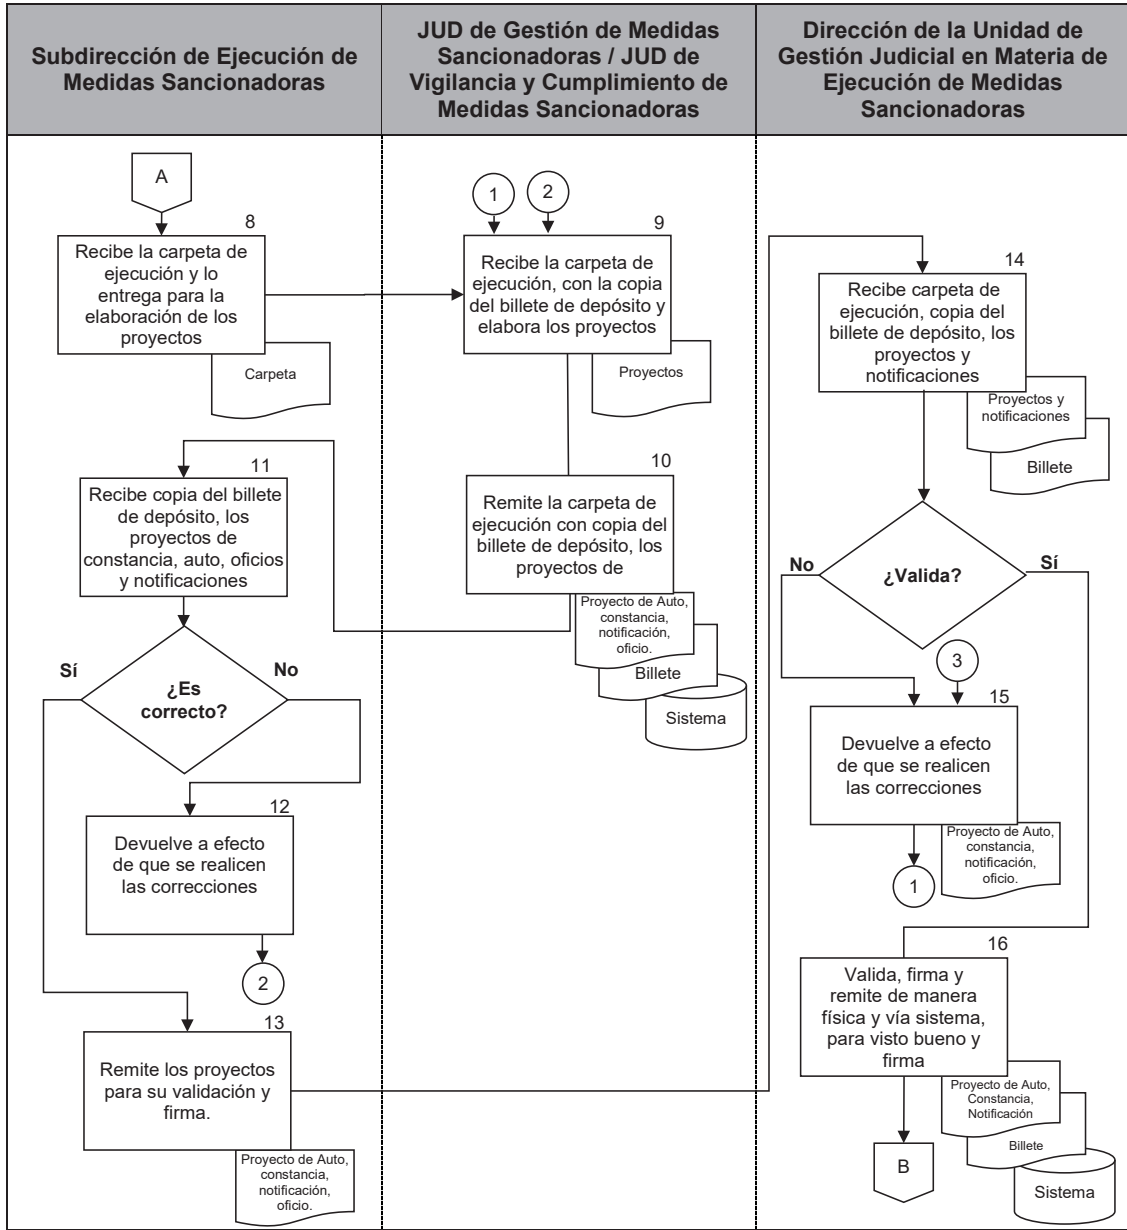 Subdirección de Ejecución de
Medidas Sancionadoras
JUD de Gestión de Medidas
Sancionadoras / JUD de
Vigilancia y Cumplimiento de
Medidas Sancionadoras
Dirección de la Unidad de
Gestión Judicial en Materia de
Ejecución de Medidas
Sancionadoras
A
8
Recibe la carpeta de
ejecución y lo
entrega para la
elaboración de los
proyectos
Carpeta
11
Recibe copia del billete
de depósito, los
proyectos de
constancia, auto, oficios
y notificaciones
Sí
¿Es
correcto?
No
12
Devuelve a efecto
de que se realicen
las correcciones
2
13
Remite los proyectos
para su validación y
firma.
Proyecto de Auto,
constancia,
notificación,
oficio.
1
2
9
Recibe la carpeta de
ejecución, con la copia
del billete de depósito y
elabora los proyectos
Proyectos
10
Remite la carpeta de
ejecución con copia del
billete de depósito, los
proyectos de
Proyecto de Auto,
constancia,
notificación,
oficio.
Billete
Sistema
14
Recibe carpeta de
ejecución, copia del
billete de depósito, los
proyectos y
notificaciones
Proyectos y
notificaciones
Billete
No
¿Valida?
Sí
3
15
Devuelve a efecto
de que se realicen
las correcciones
Proyecto de Auto,
constancia,
notificación,
oficio.
1
16
Valida, firma y
remite de manera
física y vía sistema,
para visto bueno y
firma
Proyecto de Auto,
Constancia,
Notificación
Billete
Sistema
B